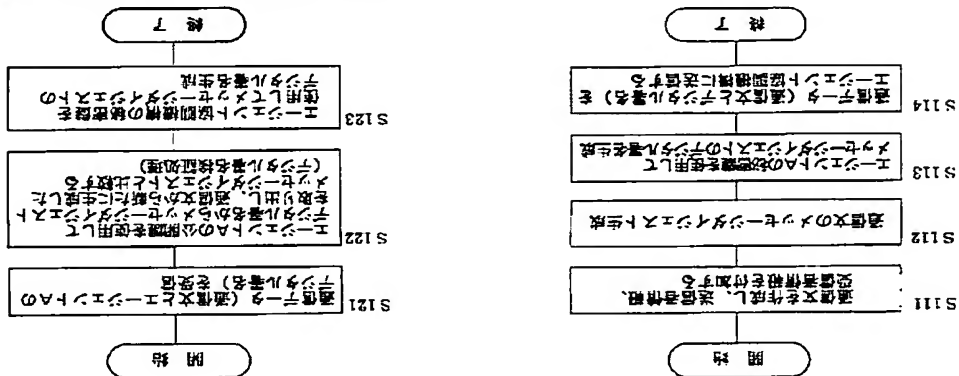 開始
S111
通信文を作成し、送信者情報、
受信者情報を付加する
S112
通信文のメッセージダイジェスト生成
S113
エージェントAの秘密鍵を使用して
メッセージダイジェストのデジタル署名生成
S114
通信データ（通信文とデジタル署名）を
エージェント協調機構に送信する
終了
開始
S121
通信データ（通信文とエージェントAの
デジタル署名）を受信
S122
エージェントAの公開鍵を使用して
デジタル署名からメッセージダイジェスト
を取り出し、通信文から新たに生成した
メッセージダイジェストと比較する
（デジタル署名検証処理）
S123
エージェント協調機構の秘密鍵を
使用してメッセージダイジェストの
デジタル署名生成
終了